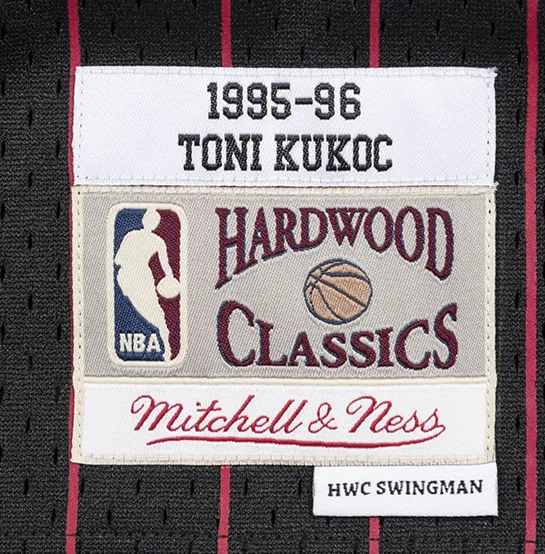 1995-96
TONI KUKOC
HARDWOOD
NBA
CLASSICS
Mitchell & Ness
HWC SWINGMAN